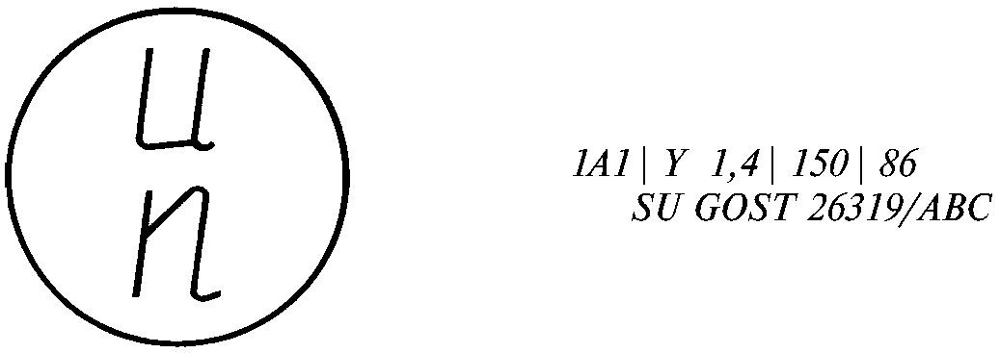 u
n
1A1 | Y 1,4 | 150 | 86
SU GOST 26319/ABC